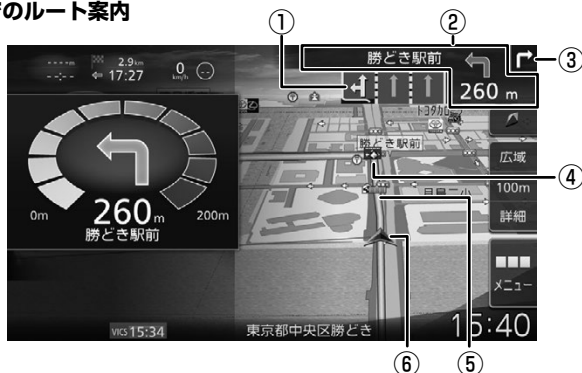 のルート案内
①
②
③
④
⑤
⑥
2.9km
17:27
0
km/h
勝どき駅前
260 m
勝どき駅前
広域
100m
詳細
メニュー
0m
200m
260m
勝どき駅前
VICS 15:34
東京都中央区勝どき
15:40